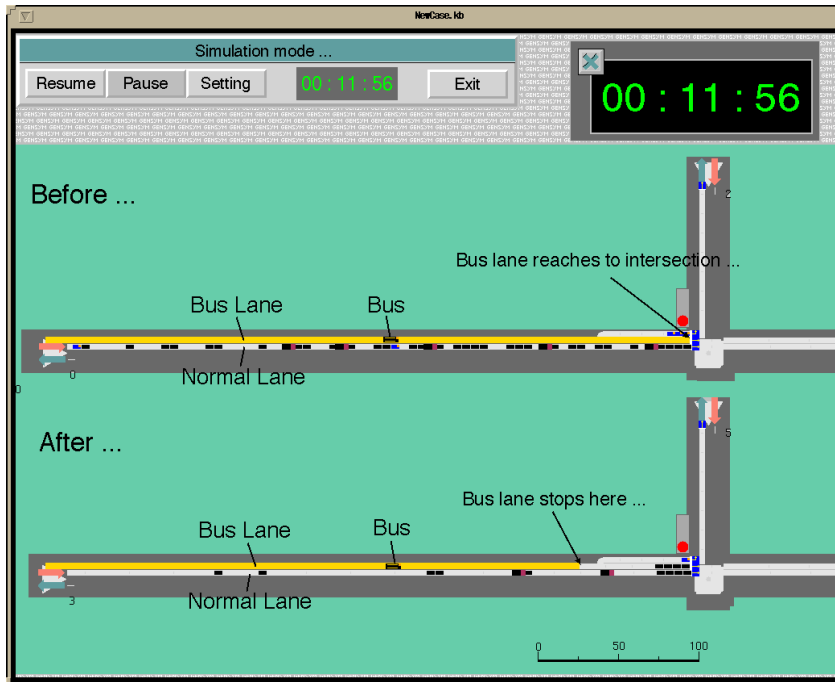 NewCase.kb
Simulation mode ...
Resume Pause Setting 00 : 11 : 56 Exit
00 : 11 : 56
Before ...
2
Bus lane reaches to intersection ...
Bus Lane Bus
Normal Lane
0
0
After ...
5
Bus lane stops here ...
Bus Lane Bus
Normal Lane
3
0 50 100